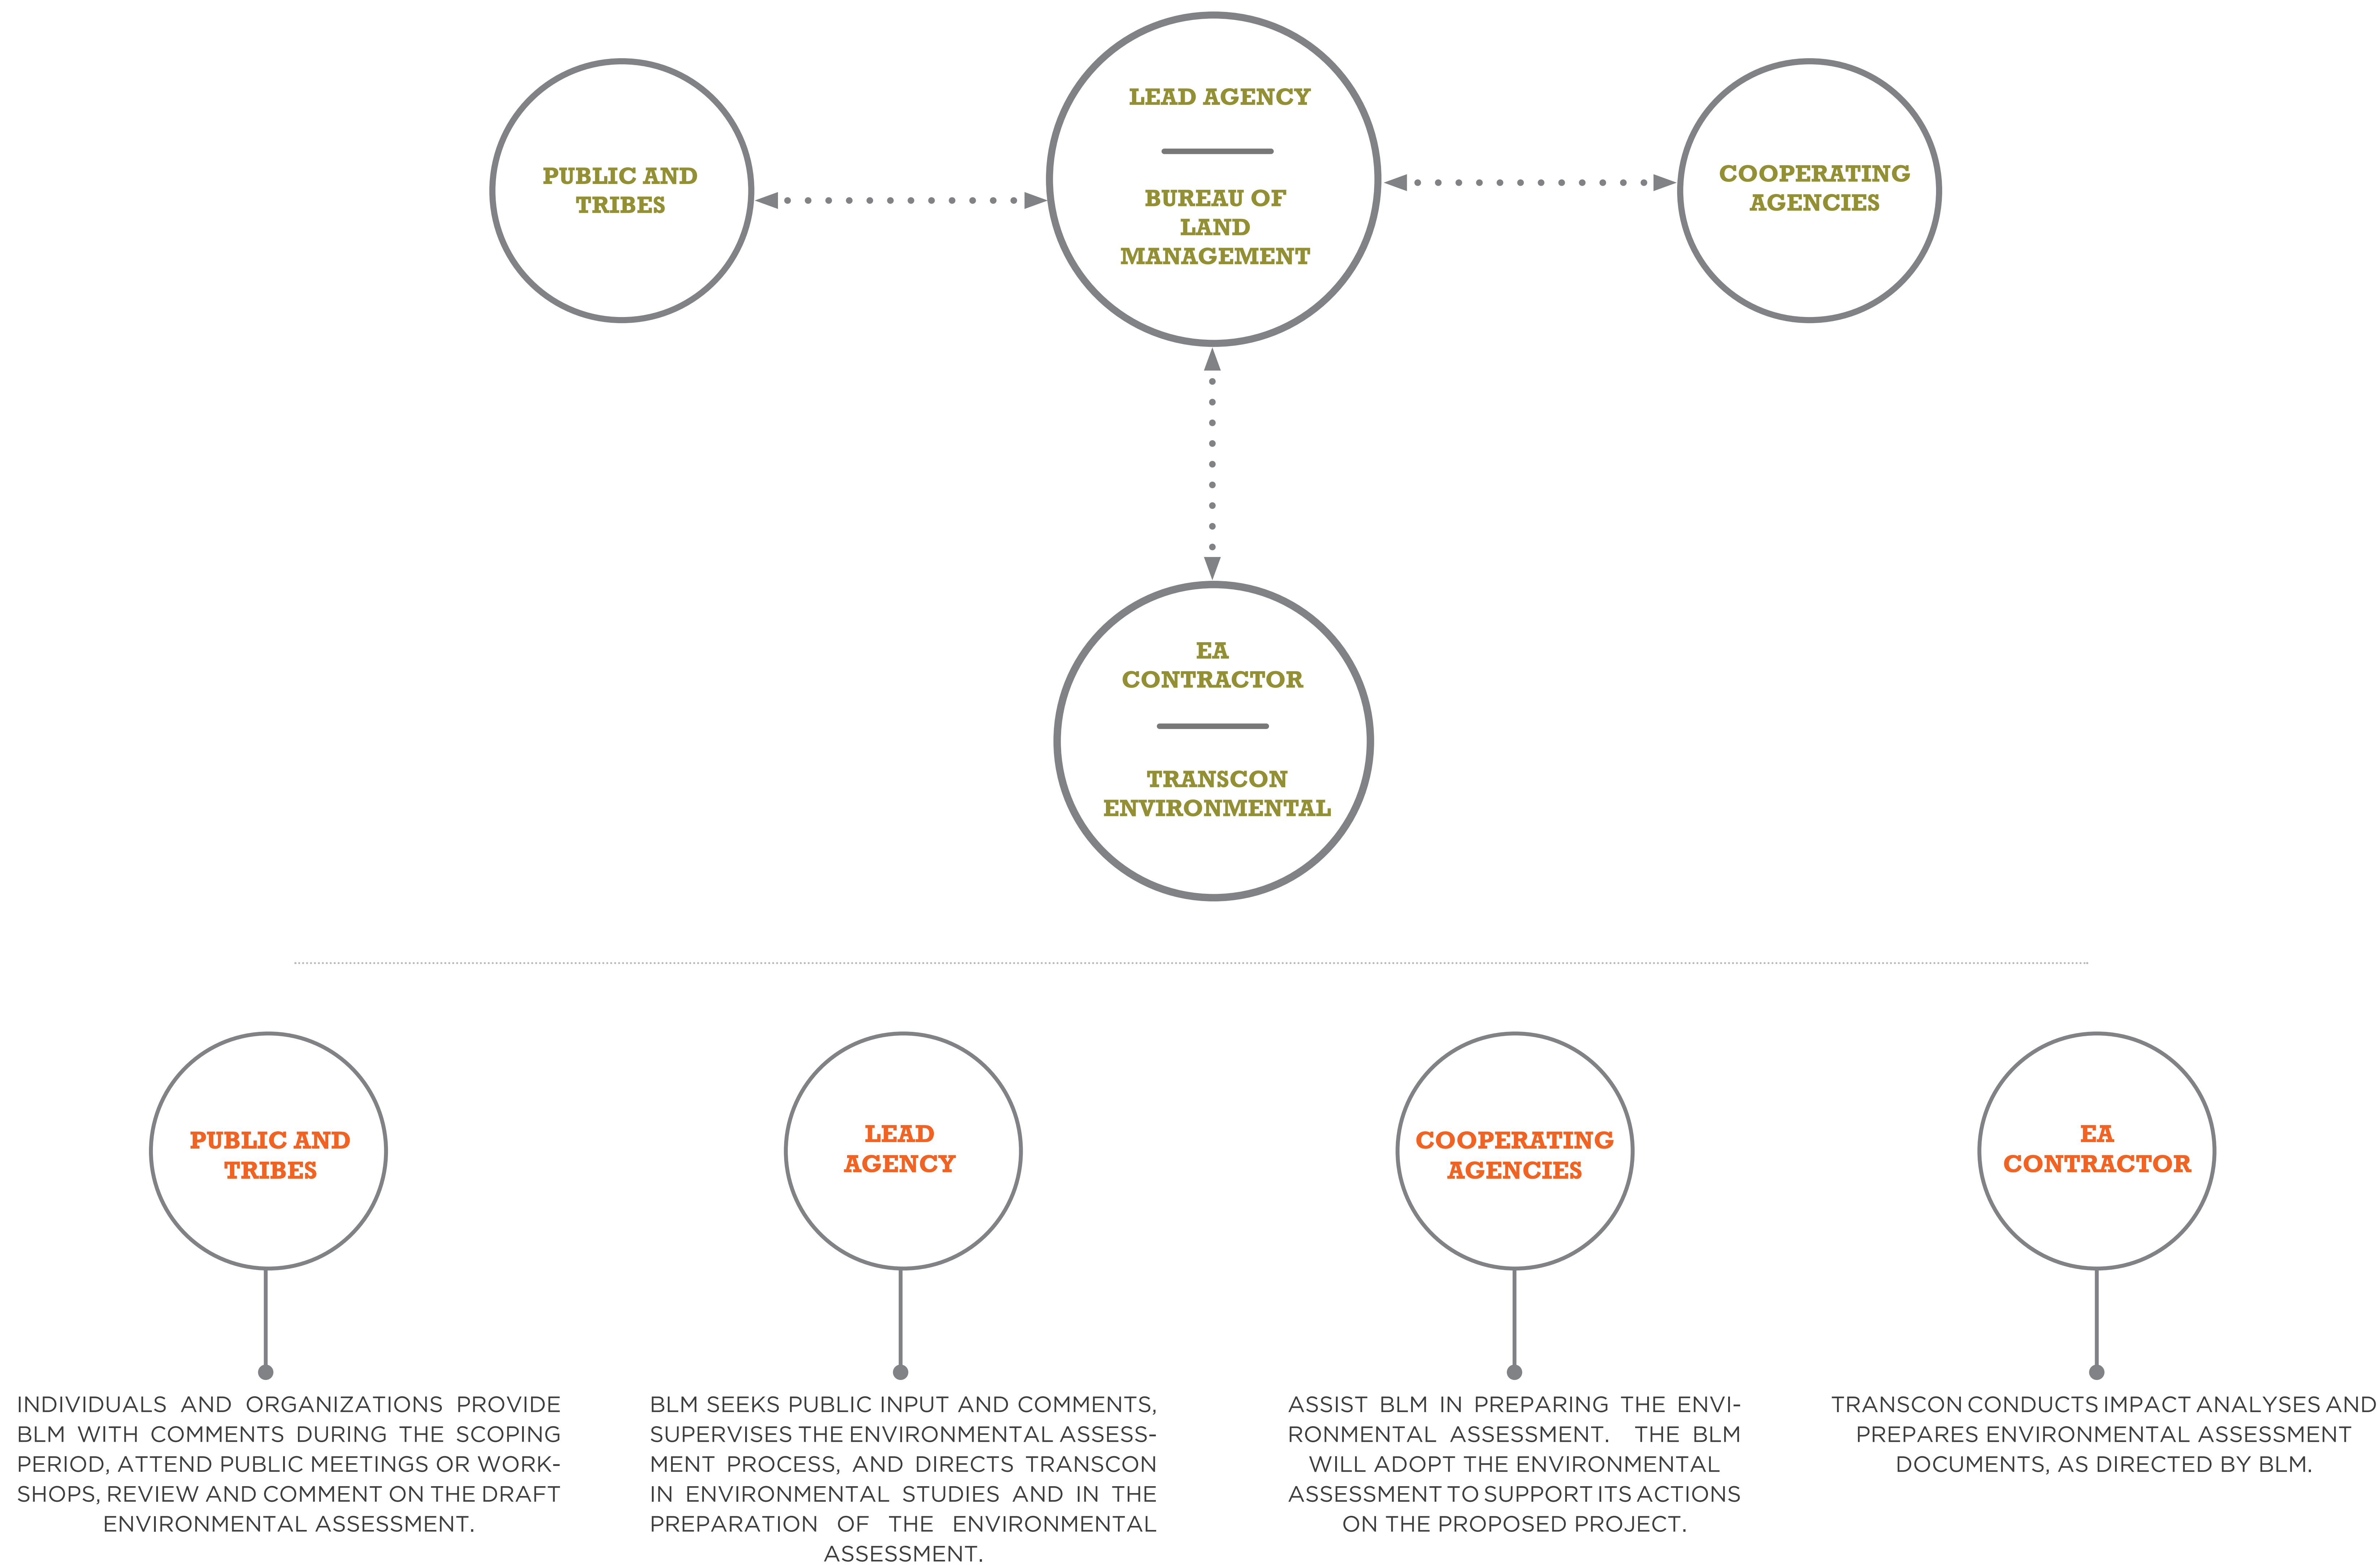 PUBLIC AND
TRIBES
LEAD AGENCY
BUREAU OF
LAND
MANAGEMENT
COOPERATING
AGENCIES
EA
CONTRACTOR
TRANSCON
ENVIRONMENTAL
PUBLIC AND
TRIBES
INDIVIDUALS AND ORGANIZATIONS PROVIDE
BLM WITH COMMENTS DURING THE SCOPING
PERIOD, ATTEND PUBLIC MEETINGS OR WORK-
SHOPS, REVIEW AND COMMENT ON THE DRAFT
ENVIRONMENTAL ASSESSMENT.
LEAD
AGENCY
BLM SEEKS PUBLIC INPUT AND COMMENTS,
SUPERVISES THE ENVIRONMENTAL ASSESS-
MENT PROCESS, AND DIRECTS TRANSCON
IN ENVIRONMENTAL STUDIES AND IN THE
PREPARATION OF THE ENVIRONMENTAL
ASSESSMENT.
COOPERATING
AGENCIES
ASSIST BLM IN PREPARING THE ENVI-
RONMENTAL ASSESSMENT. THE BLM
WILL ADOPT THE ENVIRONMENTAL
ASSESSMENT TO SUPPORT ITS ACTIONS
ON THE PROPOSED PROJECT.
EA
CONTRACTOR
TRANSCON CONDUCTS IMPACT ANALYSES AND
PREPARES ENVIRONMENTAL ASSESSMENT
DOCUMENTS, AS DIRECTED BY BLM.